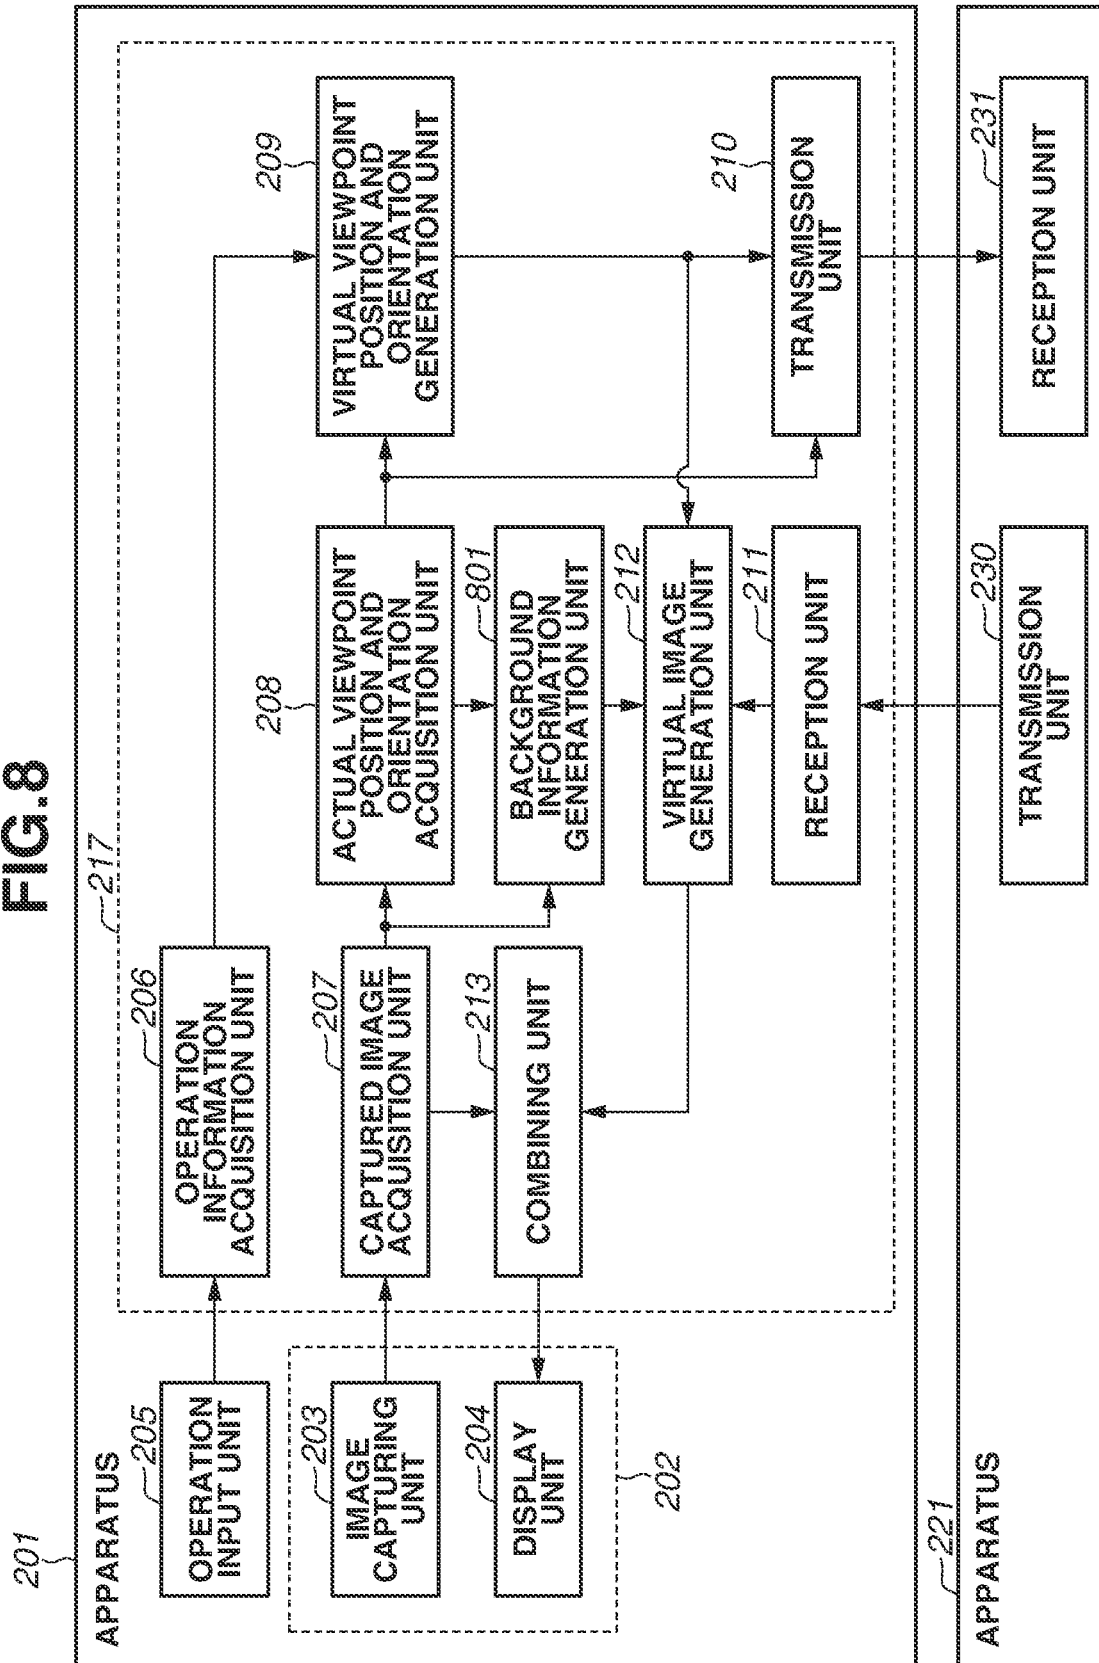 FIG.8
201
APPARATUS
217
205
OPERATION
INPUT UNIT
206
OPERATION
INFORMATION
ACQUISITION UNIT
203
IMAGE
CAPTURING
UNIT
207
CAPTURED IMAGE
ACQUISITION UNIT
208
ACTUAL VIEWPOINT
POSITION AND
ORIENTATION
ACQUISITION UNIT
209
VIRTUAL VIEWPOINT
POSITION AND
ORIENTATION
GENERATION UNIT
204
DISPLAY
UNIT
202
213
COMBINING UNIT
801
BACKGROUND
INFORMATION
GENERATION UNIT
212
VIRTUAL IMAGE
GENERATION UNIT
211
RECEPTION UNIT
210
TRANSMISSION
UNIT
221
APPARATUS
230
TRANSMISSION
UNIT
231
RECEPTION UNIT